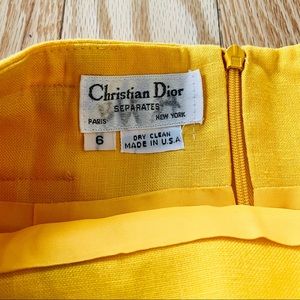 Christian Dior
SEPARATES
PARIS NEW YORK
6
DRY CLEAN
MADE IN U.S.A